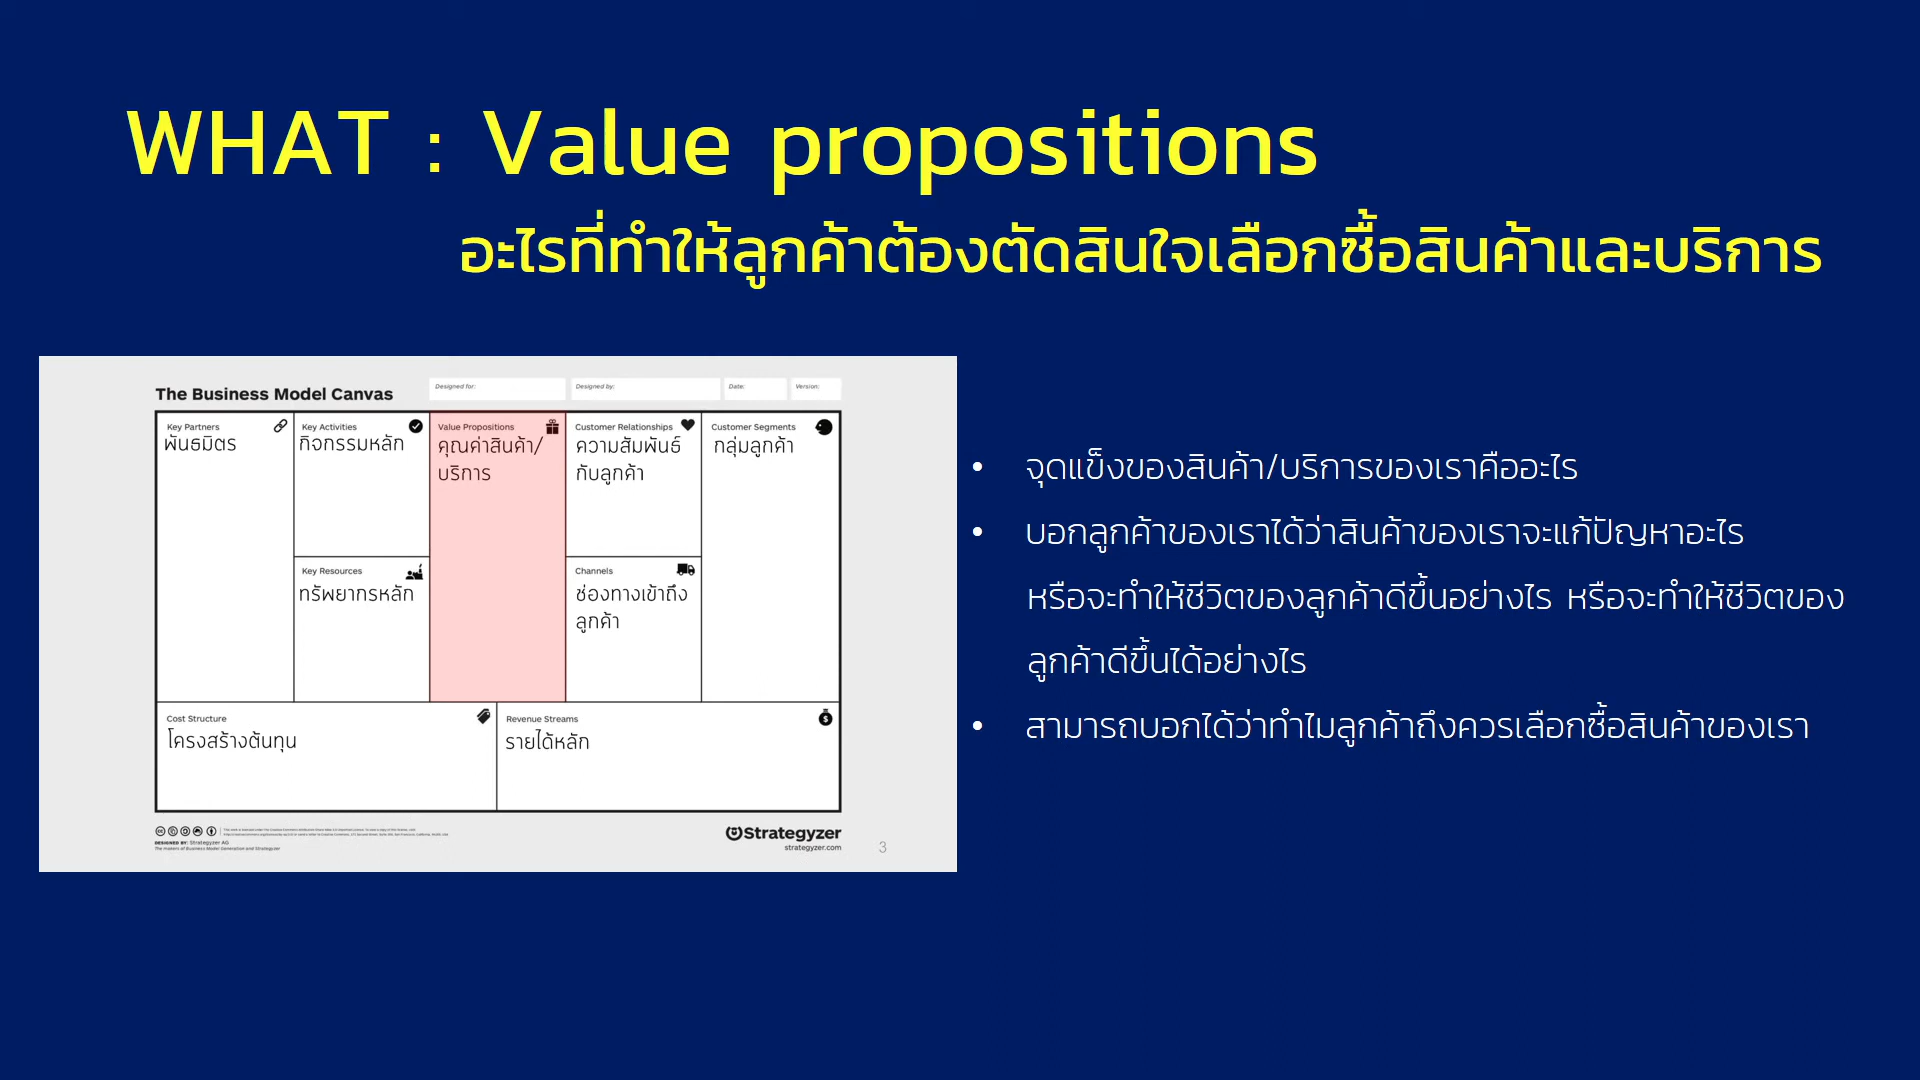 WHAT : Value propositions
อะไรที่ทำให้ลูกค้าต้องตัดสินใจเลือกซื้อสินค้าและบริการ
The Business Model Canvas
Designed for:
Designed by:
Date:
Version:
Key Partners
พันธมิตร
Key Activities
กิจกรรมหลัก
Key Resources
ทรัพยากรหลัก
Value Propositions
คุณค่าสินค้า/
บริการ
Customer Relationships
ความสัมพันธ์
กับลูกค้า
Channels
ช่องทางเข้าถึง
ลูกค้า
Customer Segments
กลุ่มลูกค้า
Cost Structure
โครงสร้างต้นทุน
Revenue Streams
รายได้หลัก
DESIGNED BY: Strategyzer AG
The makers of Business Model Generation and Strategyzer
Strategyzer
strategyzer.com
3
• จุดแข็งของสินค้า/บริการของเราคืออะไร
• บอกลูกค้าของเราได้ว่าสินค้าของเราจะแก้ปัญหาอะไร
หรือจะทำให้ชีวิตของลูกค้าดีขึ้นอย่างไร หรือจะทำให้ชีวิตของ
ลูกค้าดีขึ้นได้อย่างไร
• สามารถบอกได้ว่าทำไมลูกค้าถึงควรเลือกซื้อสินค้าของเรา